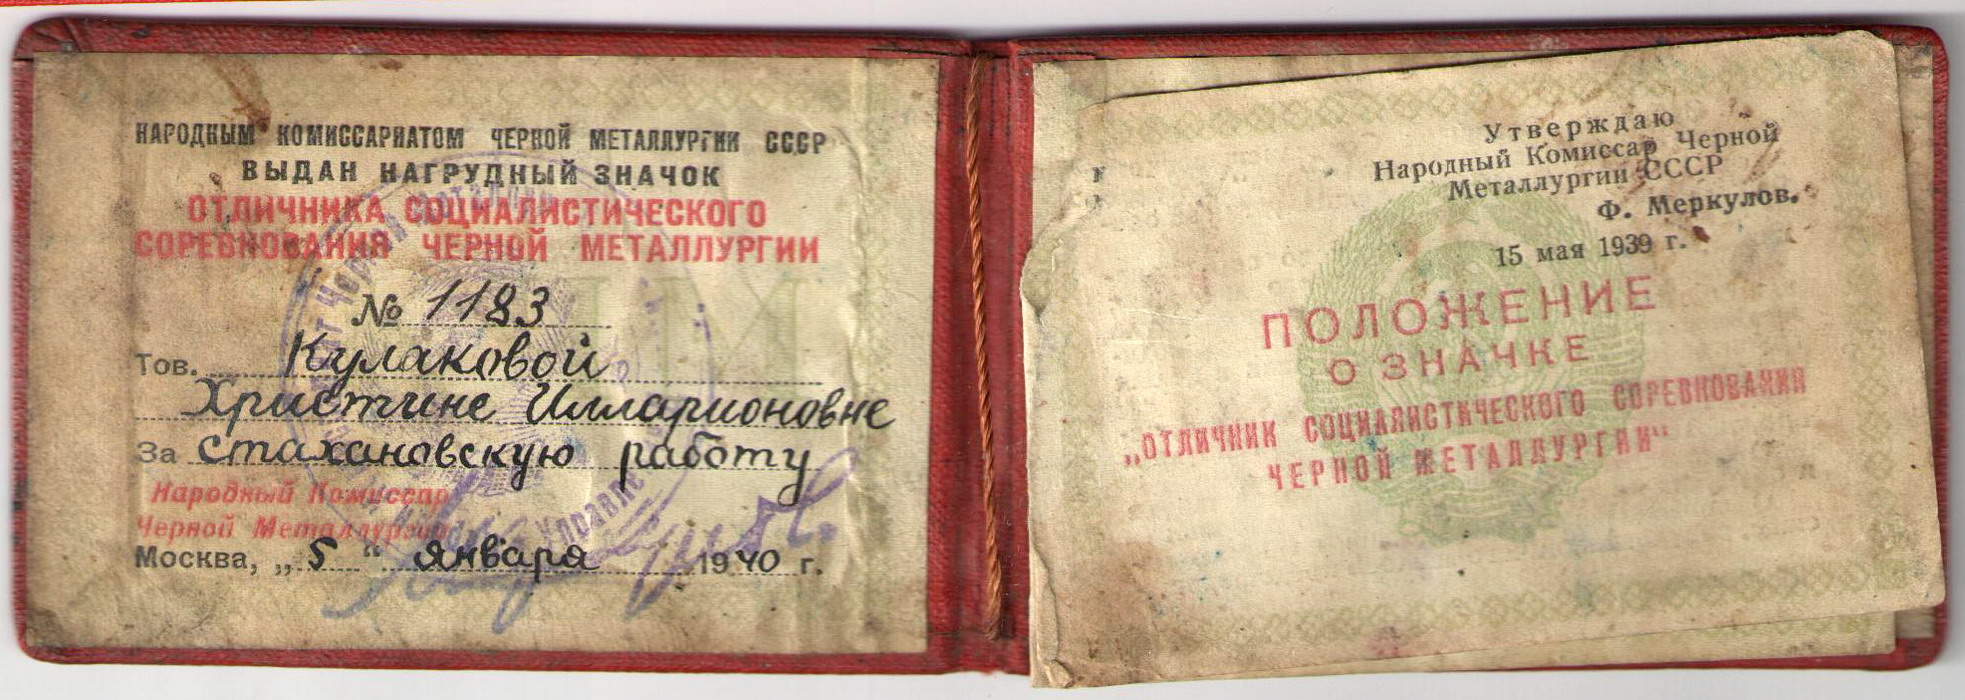 НАРОДНЫМ КОМИССАРИАТОМ ЧЕРНОЙ МЕТАЛЛУРГИИ СССР
ВЫДАН НАГРУДНЫЙ ЗНАЧОК
ОТЛИЧНИКА СОЦИАЛИСТИЧЕСКОГО
СОРЕВНОВАНИЯ ЧЕРНОЙ МЕТАЛЛУРГИИ
№ 1183
Тов. Кулаковой
Христине Илларионовне
За стахановскую работу
Народный Комиссар
Черной Металлургии
Москва, „5“ января 1940 г.
Утверждаю
Народный Комиссар Черной
Металлургии СССР
Ф. Меркулов.
15 мая 1939 г.
ПОЛОЖЕНИЕ
О ЗНАЧКЕ
„ОТЛИЧНИК СОЦИАЛИСТИЧЕСКОГО СОРЕВНОВАНИЯ
ЧЕРНОЙ МЕТАЛЛУРГИИ“